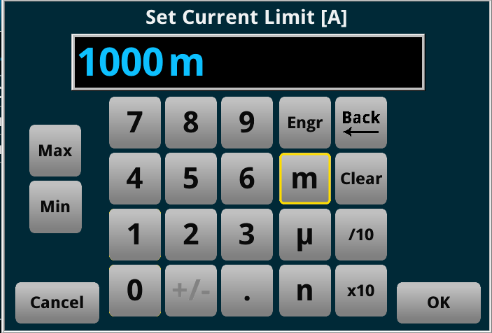 Set Current Limit [A]
1000 m
7 8 9 Engr Back
Max
4 5 6 m Clear
Min
1 2 3 µ /10
0 +/- . n x10
Cancel
OK